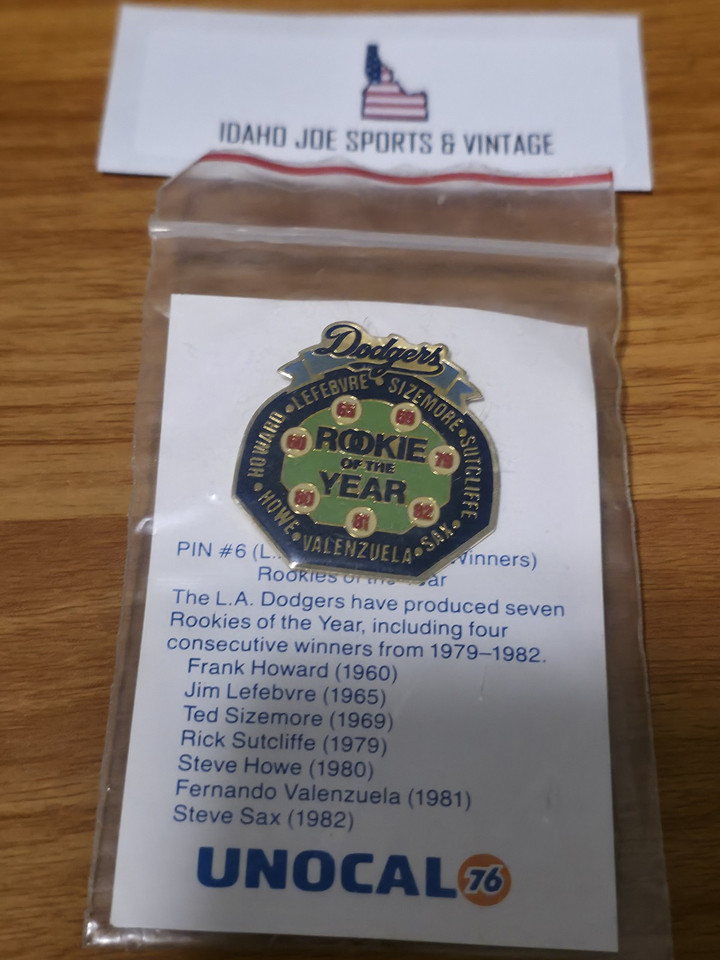 IDAHO JOE SPORTS & VINTAGE
Dodgers
HOWARD • LEFEBVRE • SIZEMORE • SUTCLIFFE
65 69
60 79
ROOKIE
OF THE
YEAR
80 81 82
• HOWE • VALENZUELA • SAX •
PIN #6 (L. Winners)
Rookies of the Year
The L.A. Dodgers have produced seven
Rookies of the Year, including four
consecutive winners from 1979–1982.
Frank Howard (1960)
Jim Lefebvre (1965)
Ted Sizemore (1969)
Rick Sutcliffe (1979)
Steve Howe (1980)
Fernando Valenzuela (1981)
Steve Sax (1982)
UNOCAL 76